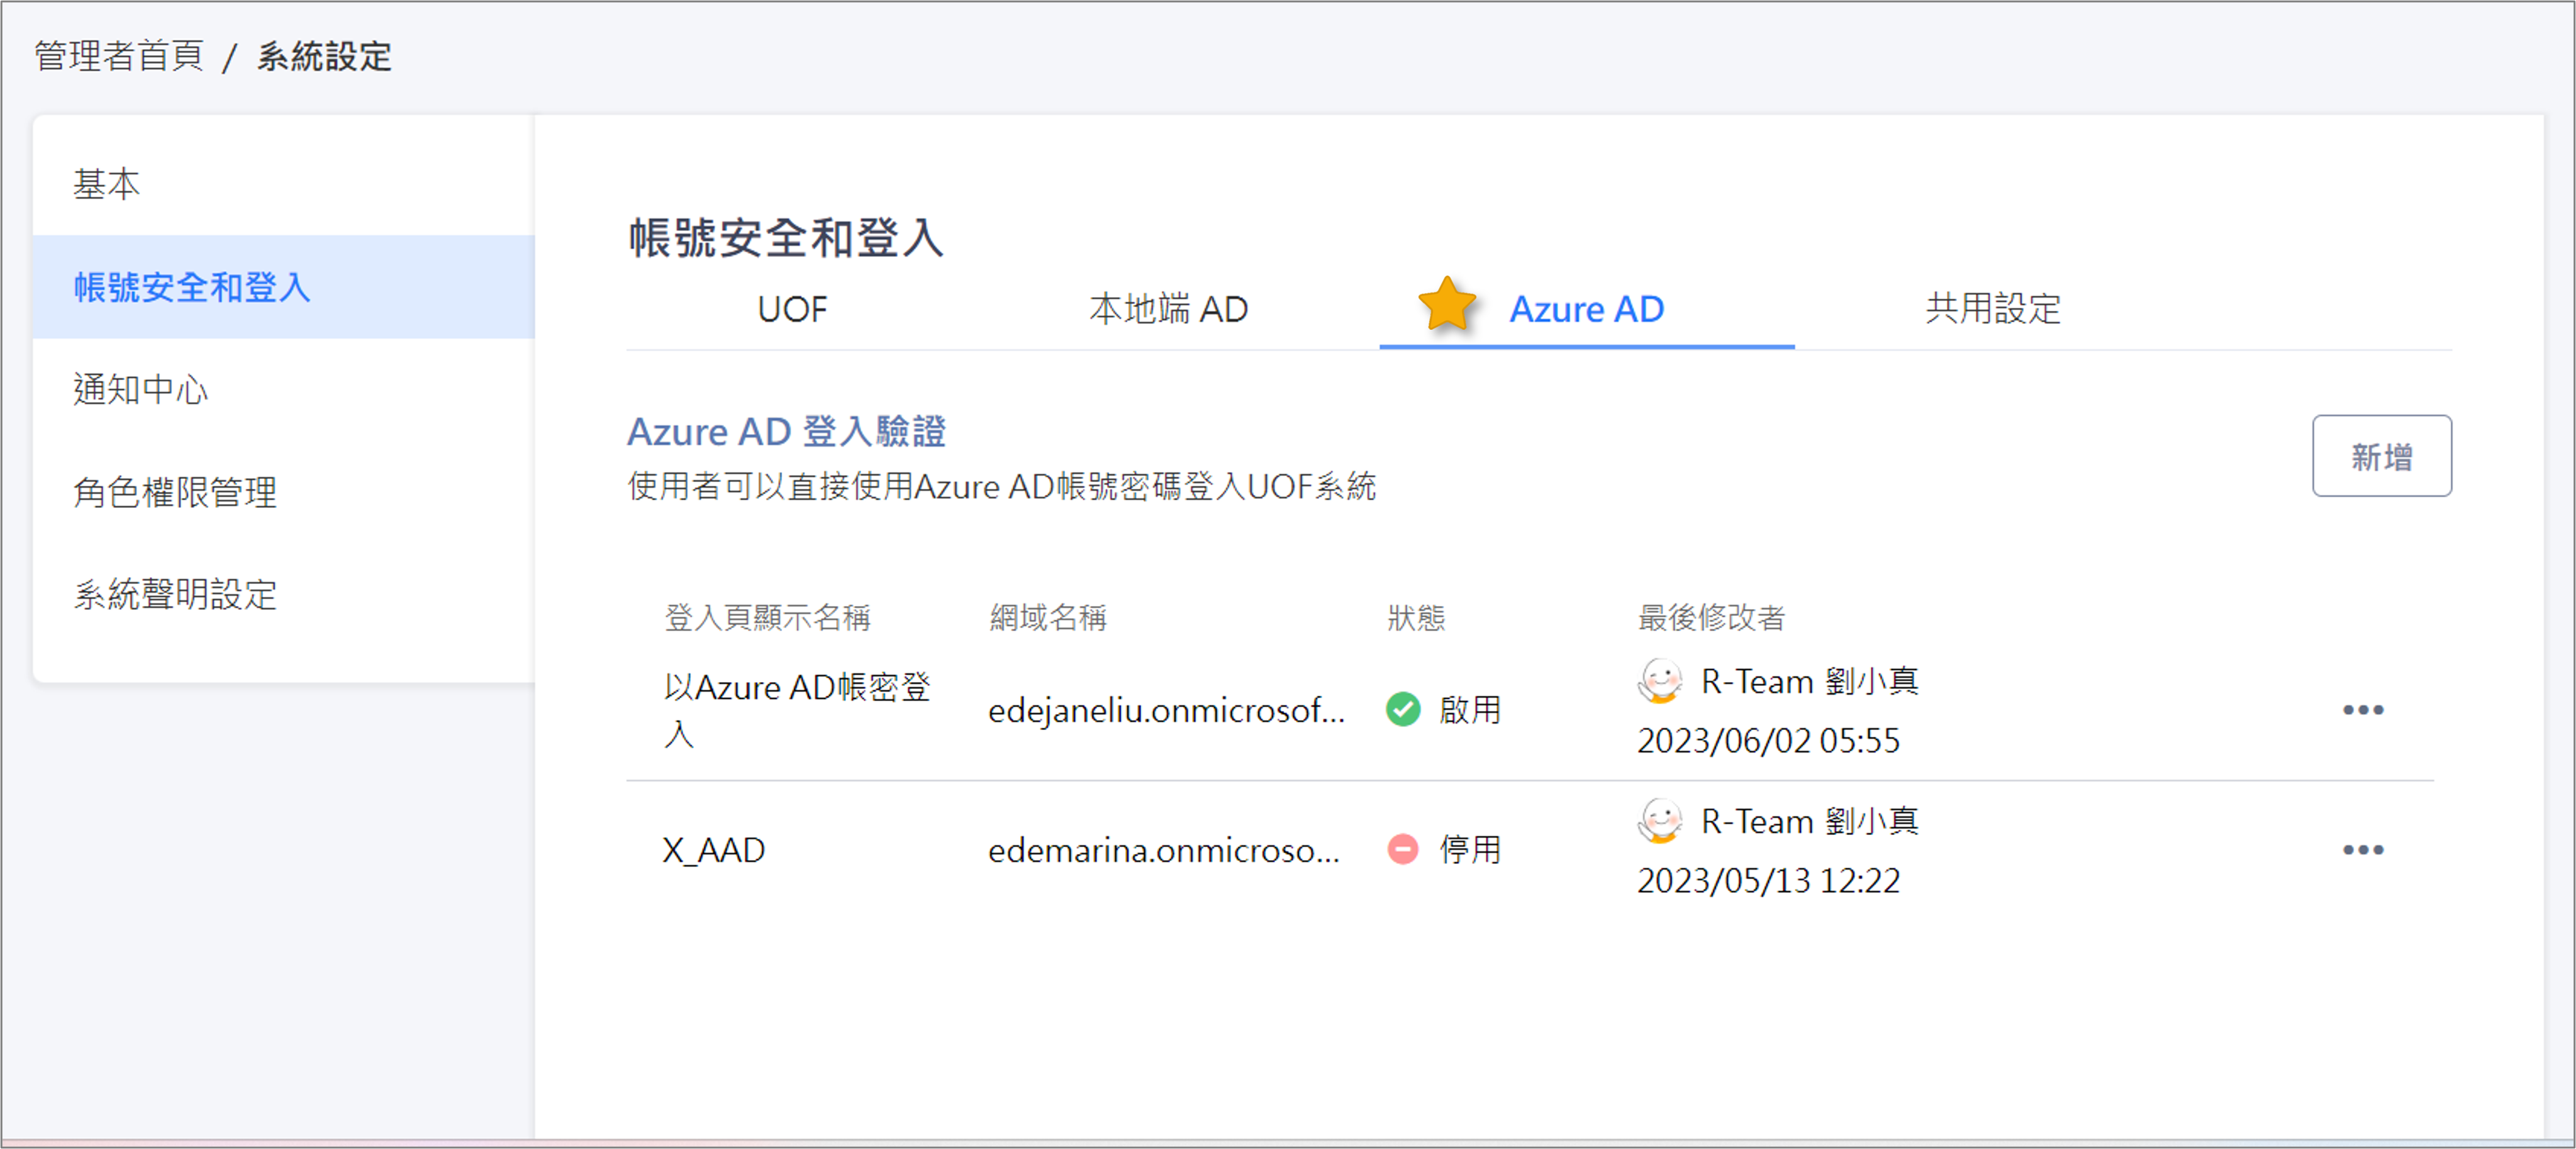 管理者首頁 / 系統設定
基本
帳號安全和登入
通知中心
角色權限管理
系統聲明設定
帳號安全和登入
UOF 本地端 AD Azure AD 共用設定
Azure AD 登入驗證
使用者可以直接使用Azure AD帳號密碼登入UOF系統
新增
登入頁顯示名稱 網域名稱 狀態 最後修改者
以Azure AD帳密登
入
edejaneliu.onmicrosof...
啟用
R-Team 劉小真
2023/06/02 05:55
X_AAD
edemarina.onmicroso...
停用
R-Team 劉小真
2023/05/13 12:22